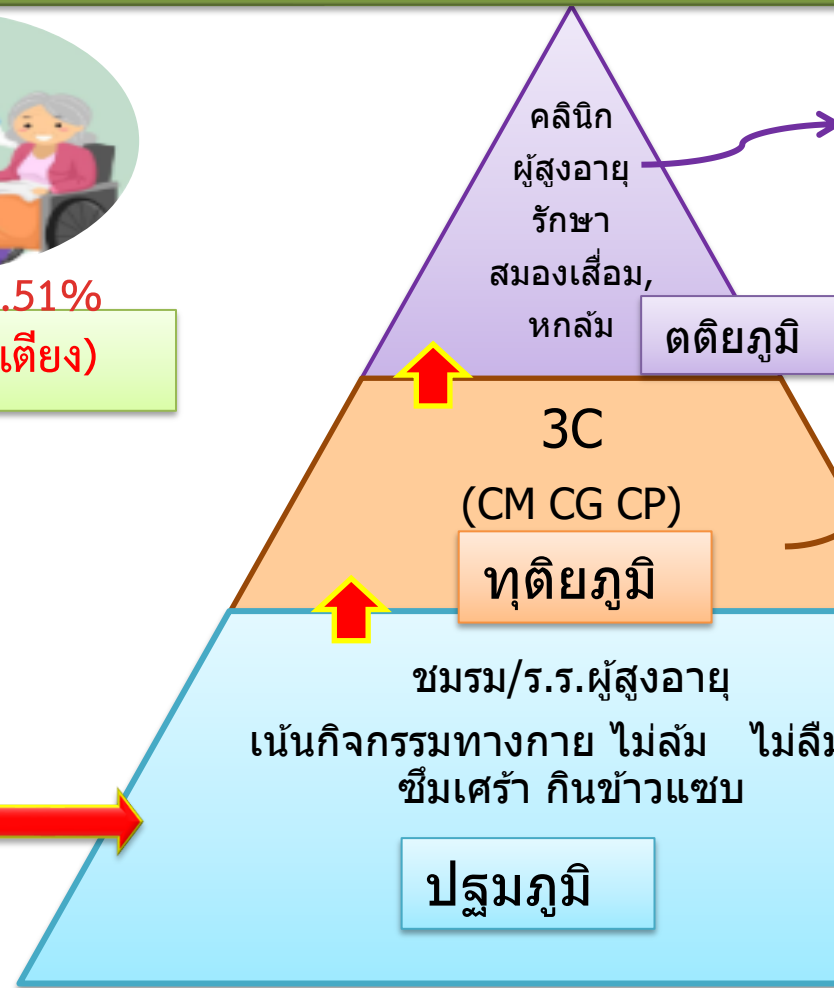 คลินิก
ผู้สูงอายุ
รักษา
สมองเสื่อม,
หกล้ม
ตติยภูมิ
.51%
เตียง)
3C
(CM CG CP)
ทุติยภูมิ
ชมรม/ร.ร.ผู้สูงอายุ
เน้นกิจกรรมทางกาย ไม่ล้ม ไม่ลืม
ซึมเศร้า กินข้าวแซบ
ปฐมภูมิ